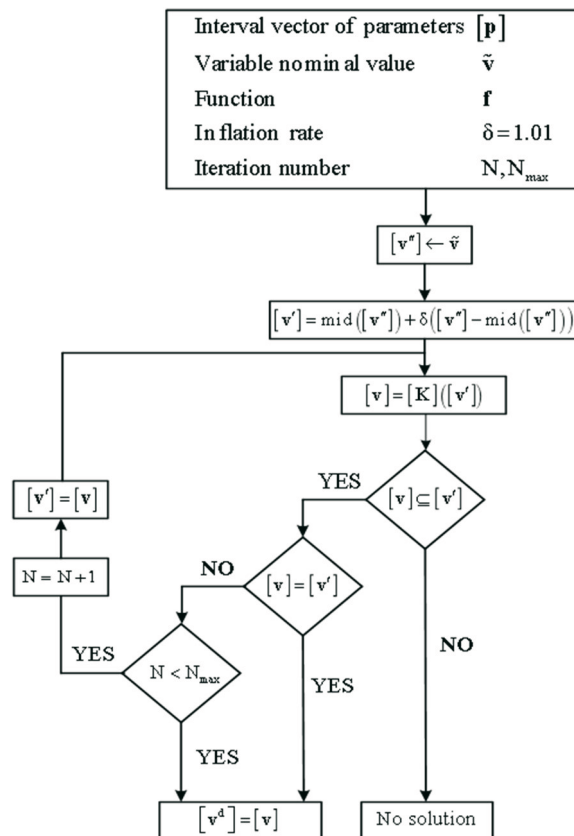 Interval vector of parameters [p]
Variable nominal value ṽ
Function f
Inflation rate δ=1.01
Iteration number N,N_max
[v″]←ṽ
[v′]=mid([v″])+δ([v″]−mid([v″]))
[v]=[K]([v′])
YES
[v]⊆[v′]
[v′]=[v]
N=N+1
NO
[v]=[v′]
NO
YES
N<N_max
YES
YES
[v^d]=[v]
No solution